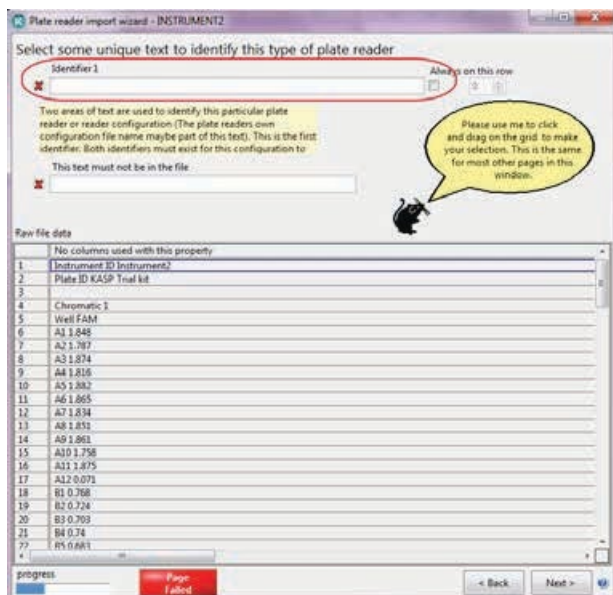 Plate reader import wizard - INSTRUMENT2
Select some unique text to identify this type of plate reader
Identifier1
Always on this row
Two areas of text are used to identify this particular plate
reader or reader configuration (The plate readers own
configuration file name maybe part of this text). This is the first
identifier. Both identifiers must exist for this configuration to
Please use me to click
and drag on the grid to make
your selection. This is the same
for most other pages in this
window.
This text must not be in the file
Raw file data
No columns used with this property
1 Instrument ID Instrument2
2 Plate ID KASP Trial kit
3
4 Chromatic 1
5 Well FAM
6 A1 1.848
7 A2 1.787
8 A3 1.874
9 A4 1.816
10 A5 1.882
11 A6 1.865
12 A7 1.834
13 A8 1.851
14 A9 1.861
15 A10 1.758
16 A11 1.875
17 A12 0.071
18 B1 0.768
19 B2 0.724
20 B3 0.703
21 B4 0.74
22 B5 0.683
progress
Page
Failed
< Back
Next >